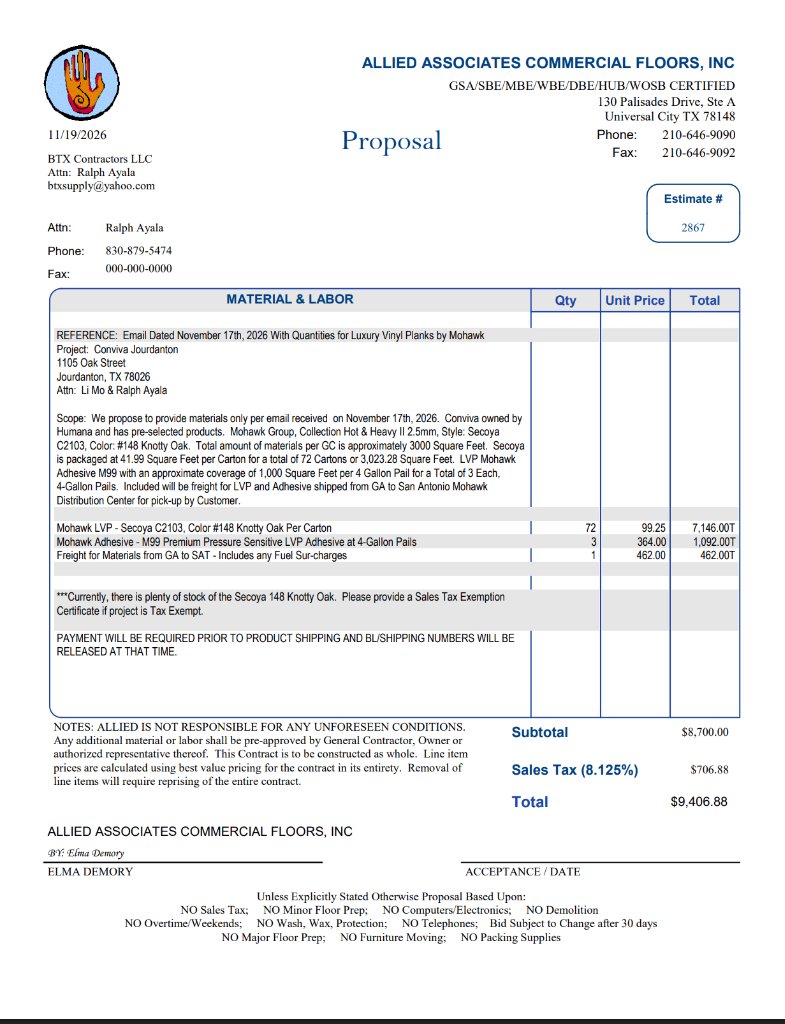 ALLIED ASSOCIATES COMMERCIAL FLOORS, INC
GSA/SBE/MBE/WBE/DBE/HUB/WOSB CERTIFIED
130 Palisades Drive, Ste A
Universal City TX 78148
Phone: 210-646-9090
Fax: 210-646-9092
11/19/2026
Proposal
BTX Contractors LLC
Attn: Ralph Ayala
btxsupply@yahoo.com
Estimate #
2867
Attn: Ralph Ayala
Phone: 830-879-5474
Fax: 000-000-0000
MATERIAL & LABOR Qty Unit Price Total
REFERENCE: Email Dated November 17th, 2026 With Quantities for Luxury Vinyl Planks by Mohawk
Project: Conviva Jourdanton
1105 Oak Street
Jourdanton, TX 78026
Attn: Li Mo & Ralph Ayala
Scope: We propose to provide materials only per email received on November 17th, 2026. Conviva owned by
Humana and has pre-selected products. Mohawk Group, Collection Hot & Heavy II 2.5mm, Style: Secoya
C2103, Color: #148 Knotty Oak. Total amount of materials per GC is approximately 3000 Square Feet. Secoya
is packaged at 41.99 Square Feet per Carton for a total of 72 Cartons or 3,023.28 Square Feet. LVP Mohawk
Adhesive M99 with an approximate coverage of 1,000 Square Feet per 4 Gallon Pail for a Total of 3 Each,
4-Gallon Pails. Included will be freight for LVP and Adhesive shipped from GA to San Antonio Mohawk
Distribution Center for pick-up by Customer.
Mohawk LVP - Secoya C2103, Color #148 Knotty Oak Per Carton 72 99.25 7,146.00T
Mohawk Adhesive - M99 Premium Pressure Sensitive LVP Adhesive at 4-Gallon Pails 3 364.00 1,092.00T
Freight for Materials from GA to SAT - Includes any Fuel Sur-charges 1 462.00 462.00T
***Currently, there is plenty of stock of the Secoya 148 Knotty Oak. Please provide a Sales Tax Exemption
Certificate if project is Tax Exempt.
PAYMENT WILL BE REQUIRED PRIOR TO PRODUCT SHIPPING AND BL/SHIPPING NUMBERS WILL BE
RELEASED AT THAT TIME.
NOTES: ALLIED IS NOT RESPONSIBLE FOR ANY UNFORESEEN CONDITIONS.
Any additional material or labor shall be pre-approved by General Contractor, Owner or
authorized representative thereof. This Contract is to be constructed as whole. Line item
prices are calculated using best value pricing for the contract in its entirety. Removal of
line items will require reprising of the entire contract.
Subtotal $8,700.00
Sales Tax (8.125%) $706.88
Total $9,406.88
ALLIED ASSOCIATES COMMERCIAL FLOORS, INC
BY: Elma Demory
ELMA DEMORY
ACCEPTANCE / DATE
Unless Explicitly Stated Otherwise Proposal Based Upon:
NO Sales Tax; NO Minor Floor Prep; NO Computers/Electronics; NO Demolition
NO Overtime/Weekends; NO Wash, Wax, Protection; NO Telephones; Bid Subject to Change after 30 days
NO Major Floor Prep; NO Furniture Moving; NO Packing Supplies